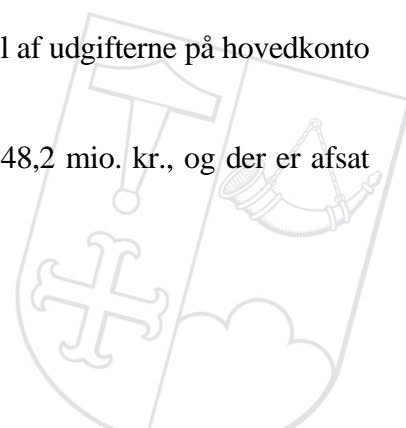 l af udgifterne på hovedkonto
48,2 mio. kr., og der er afsat